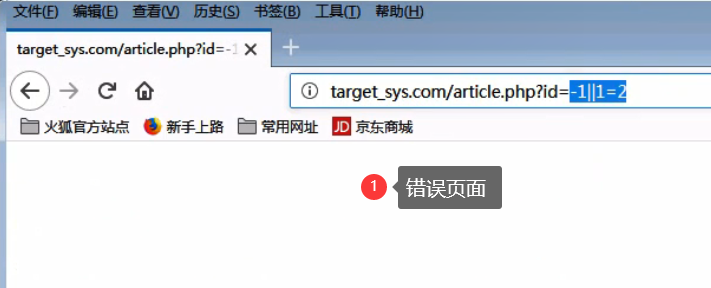 文件(F) 编辑(E) 查看(V) 历史(S) 书签(B) 工具(T) 帮助(H)
target_sys.com/article.php?id=-1
target_sys.com/article.php?id=-1||1=2
火狐官方站点 新手上路 常用网址 JD 京东商城
1 错误页面